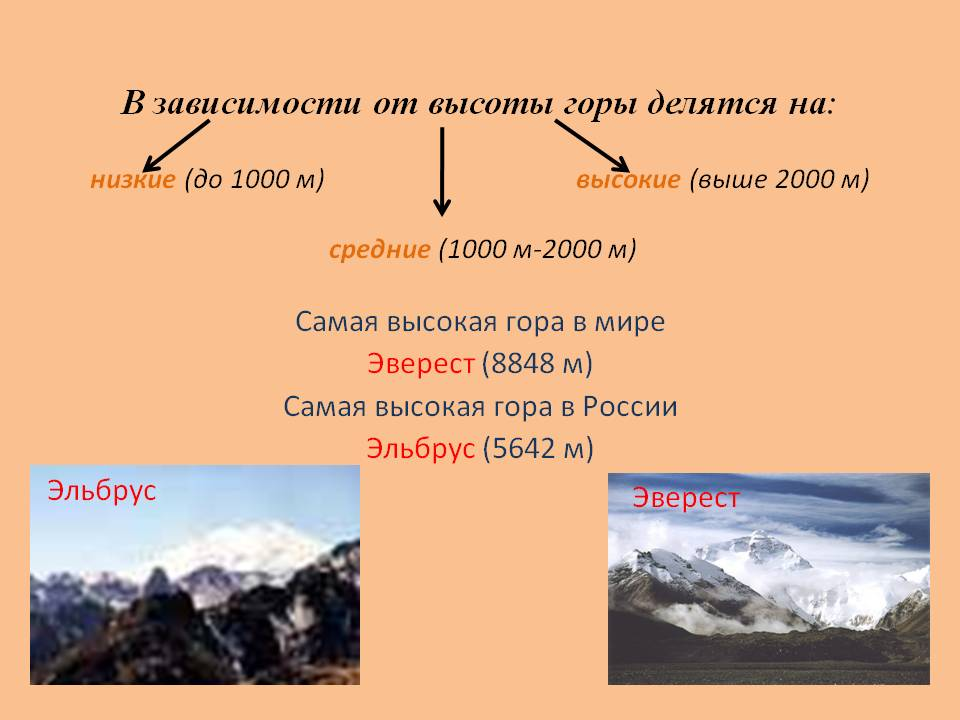 В зависимости от высоты горы делятся на:
низкие (до 1000 м)
высокие (выше 2000 м)
средние (1000 м-2000 м)
Самая высокая гора в мире
Эверест (8848 м)
Самая высокая гора в России
Эльбрус (5642 м)
Эльбрус
Эверест